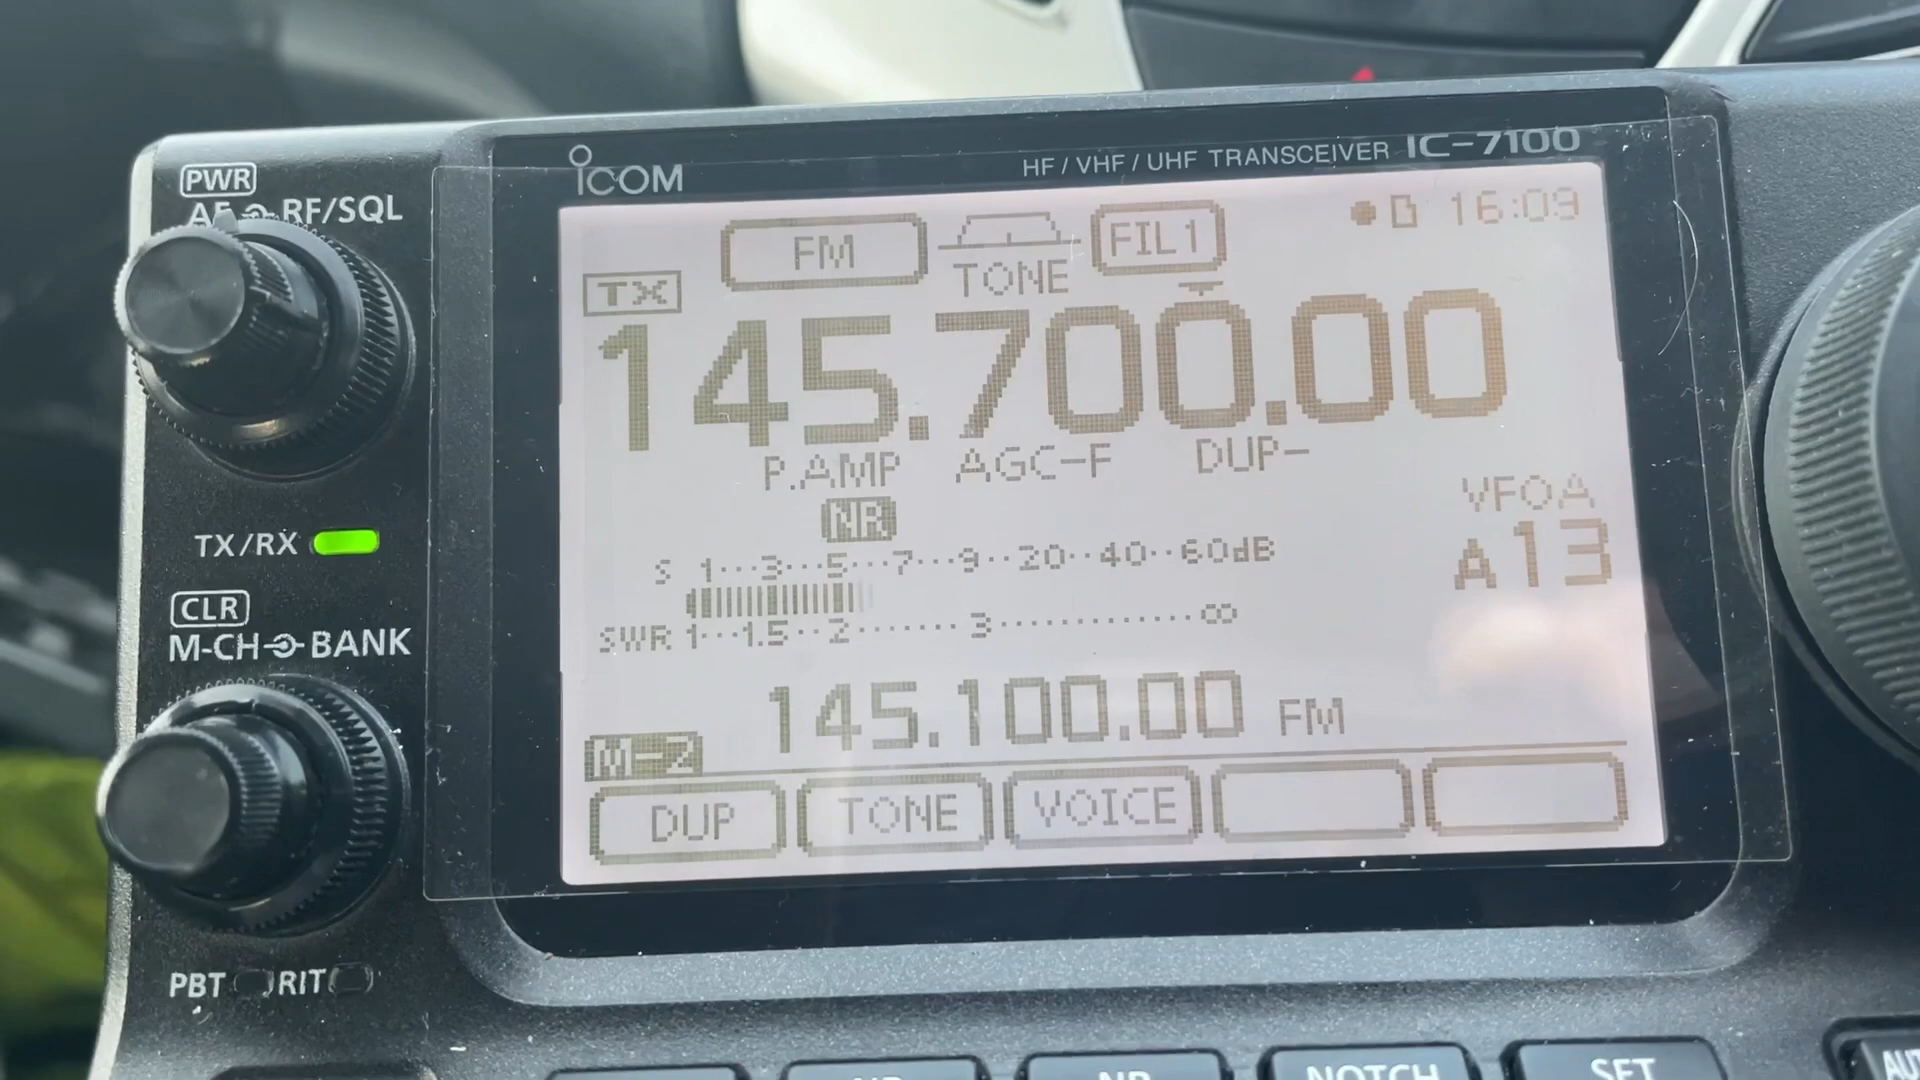 PWR
AF RF/SQL
ICOM
HF / VHF / UHF TRANSCEIVER IC-7100
FM TONE FIL1 16:09
TX
145.700.00
P.AMP AGC-F DUP-
NR
VFOA
A13
TX/RX
S 1···3···5···7···9··20··40··60dB
SWR 1···1.5··2·······3············∞
CLR
M-CH BANK
145.100.00 FM
M-2
DUP TONE VOICE
PBT RIT
NOTCH SET